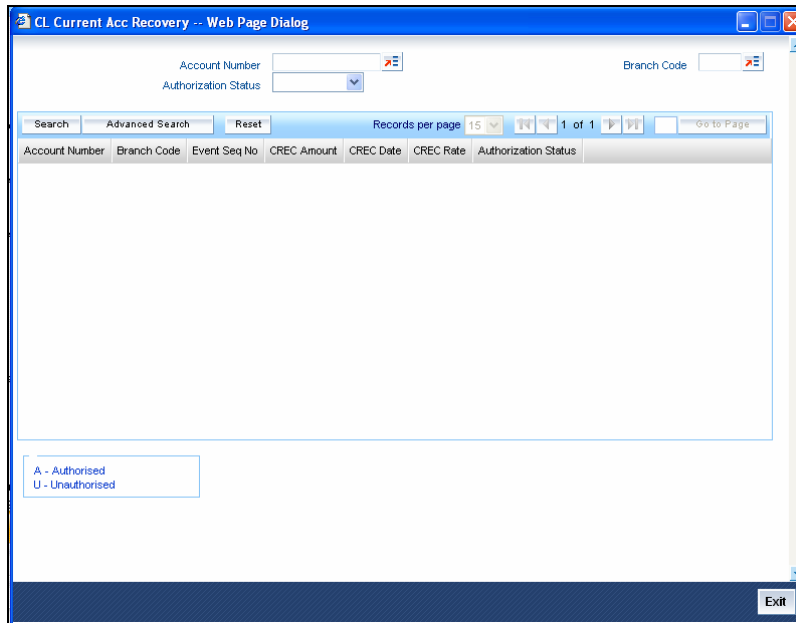 CL Current Acc Recovery -- Web Page Dialog
Account Number
Branch Code
Authorization Status
Search Advanced Search Reset Records per page 15 1 of 1 Go to Page
Account Number Branch Code Event Seq No CREC Amount CREC Date CREC Rate Authorization Status
A - Authorised
U - Unauthorised
Exit